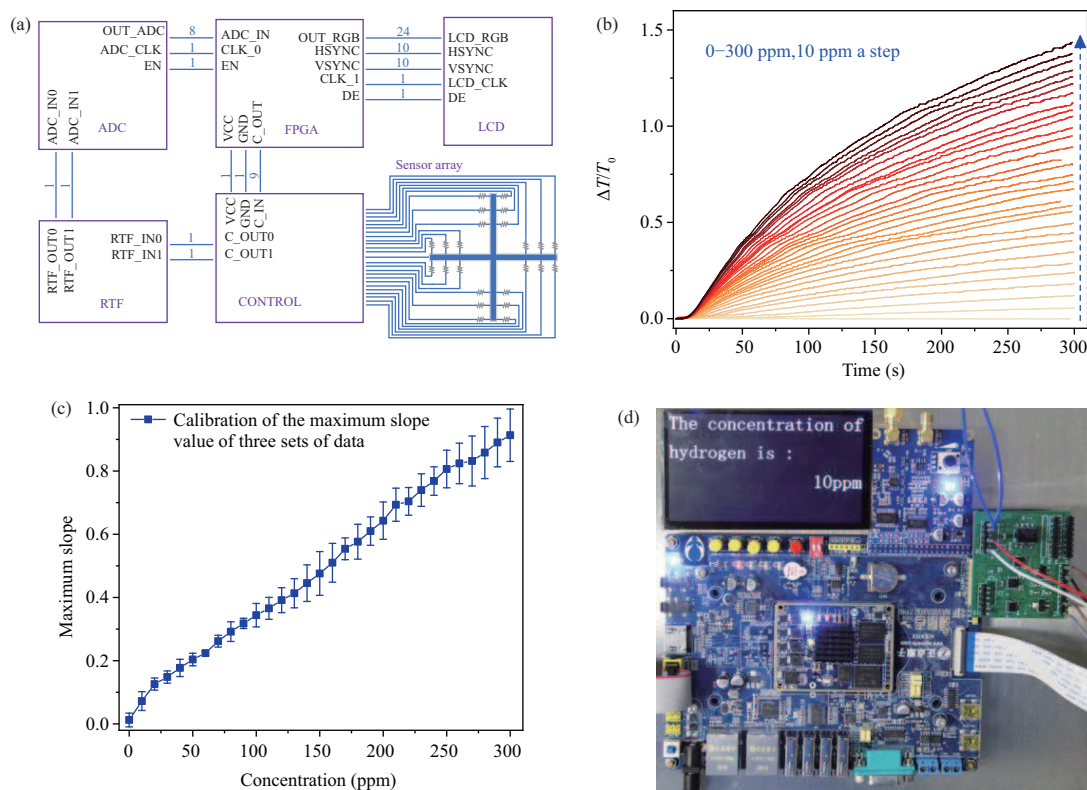 (a)
OUT_ADC
ADC_CLK
EN
ADC_IN0
ADC_IN1
ADC
8
1
1
ADC_IN
CLK_0
EN
OUT_RGB
HSYNC
VSYNC
CLK_1
DE
VCC
GND
C_OUT
FPGA
24
10
10
1
1
LCD_RGB
HSYNC
VSYNC
LCD_CLK
DE
LCD
1
1
1
1
9
RTF_OUT0
RTF_OUT1
RTF_IN0
RTF_IN1
RTF
1
1
VCC
GND
C_IN
C_OUT0
C_OUT1
CONTROL
Sensor array
(b)
0−300 ppm,10 ppm a step
1.5
1.0
0.5
0.0
ΔT/T0
0
50
100
150
200
250
300
Time (s)
(c)
Calibration of the maximum slope
value of three sets of data
1.0
0.8
0.6
0.4
0.2
0.0
Maximum slope
0
50
100
150
200
250
300
Concentration (ppm)
(d)
The concentration of
hydrogen is :
10ppm
正点原子